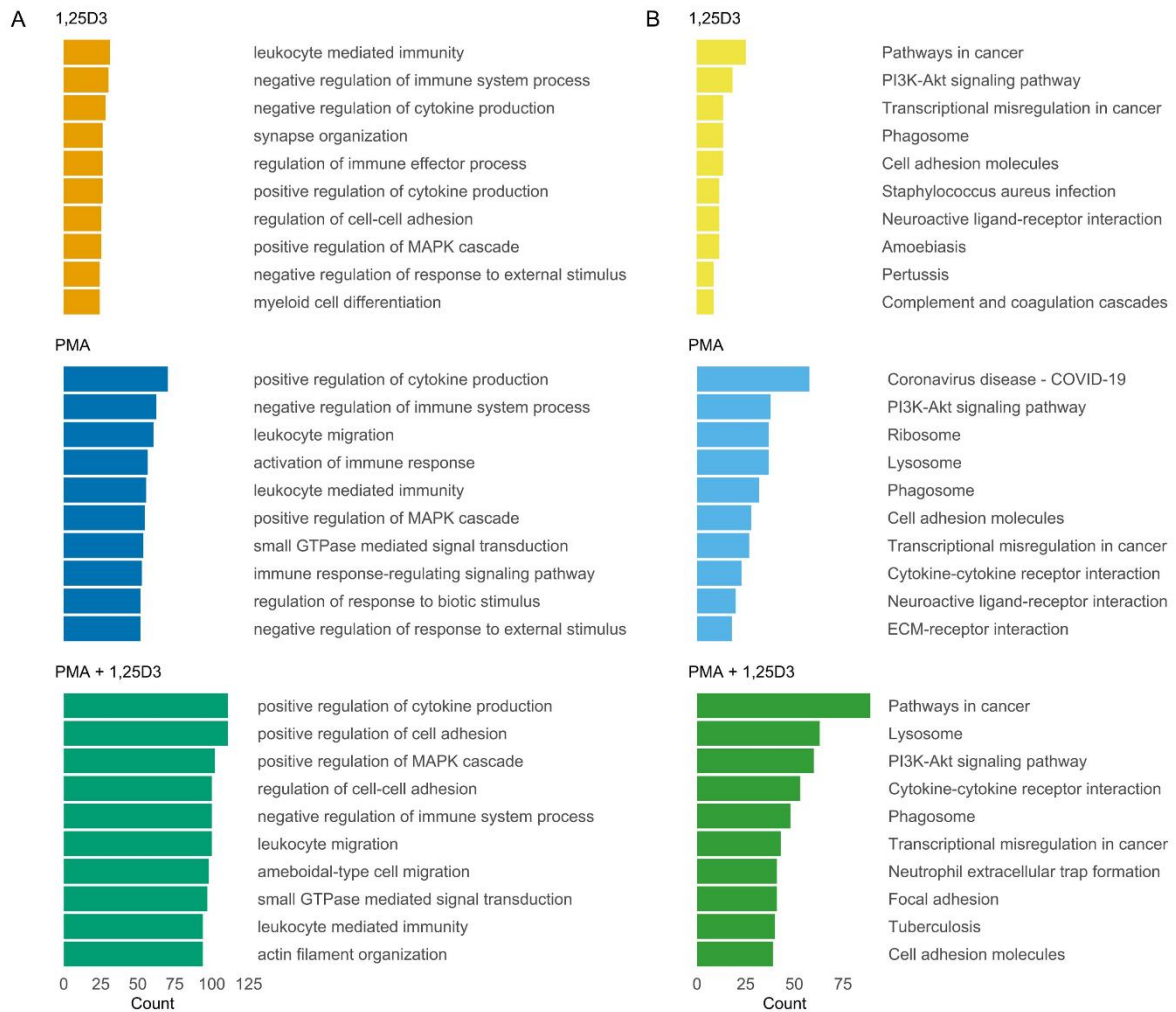 A
1,25D3
leukocyte mediated immunity
negative regulation of immune system process
negative regulation of cytokine production
synapse organization
regulation of immune effector process
positive regulation of cytokine production
regulation of cell-cell adhesion
positive regulation of MAPK cascade
negative regulation of response to external stimulus
myeloid cell differentiation
PMA
positive regulation of cytokine production
negative regulation of immune system process
leukocyte migration
activation of immune response
leukocyte mediated immunity
positive regulation of MAPK cascade
small GTPase mediated signal transduction
immune response-regulating signaling pathway
regulation of response to biotic stimulus
negative regulation of response to external stimulus
PMA + 1,25D3
positive regulation of cytokine production
positive regulation of cell adhesion
positive regulation of MAPK cascade
regulation of cell-cell adhesion
negative regulation of immune system process
leukocyte migration
ameboidal-type cell migration
small GTPase mediated signal transduction
leukocyte mediated immunity
actin filament organization
0 25 50 75 100 125
Count
B
1,25D3
Pathways in cancer
PI3K-Akt signaling pathway
Transcriptional misregulation in cancer
Phagosome
Cell adhesion molecules
Staphylococcus aureus infection
Neuroactive ligand-receptor interaction
Amoebiasis
Pertussis
Complement and coagulation cascades
PMA
Coronavirus disease - COVID-19
PI3K-Akt signaling pathway
Ribosome
Lysosome
Phagosome
Cell adhesion molecules
Transcriptional misregulation in cancer
Cytokine-cytokine receptor interaction
Neuroactive ligand-receptor interaction
ECM-receptor interaction
PMA + 1,25D3
Pathways in cancer
Lysosome
PI3K-Akt signaling pathway
Cytokine-cytokine receptor interaction
Phagosome
Transcriptional misregulation in cancer
Neutrophil extracellular trap formation
Focal adhesion
Tuberculosis
Cell adhesion molecules
0 25 50 75
Count